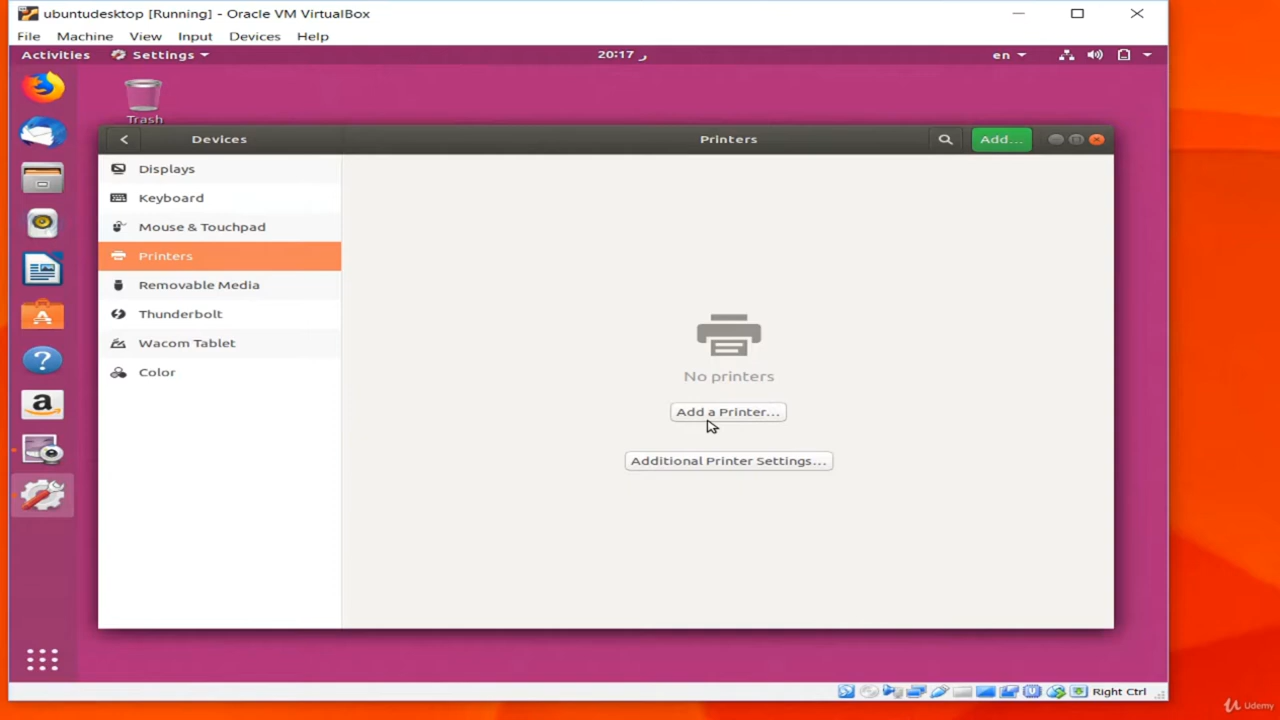 ubuntudesktop [Running] - Oracle VM VirtualBox
File Machine View Input Devices Help
Activities Settings 20:17 ر en
Trash
Devices Printers Add...
Displays
Keyboard
Mouse & Touchpad
Printers
Removable Media
Thunderbolt
Wacom Tablet
Color
No printers
Add a Printer...
Additional Printer Settings...
Right Ctrl
Udemy